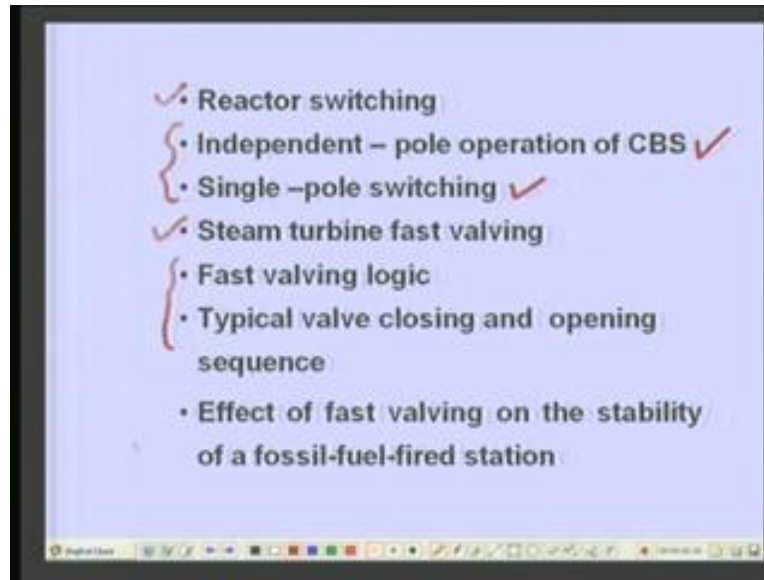 • Reactor switching
• Independent – pole operation of CBS
• Single –pole switching
• Steam turbine fast valving
• Fast valving logic
• Typical valve closing and opening
sequence
• Effect of fast valving on the stability
of a fossil-fuel-fired station